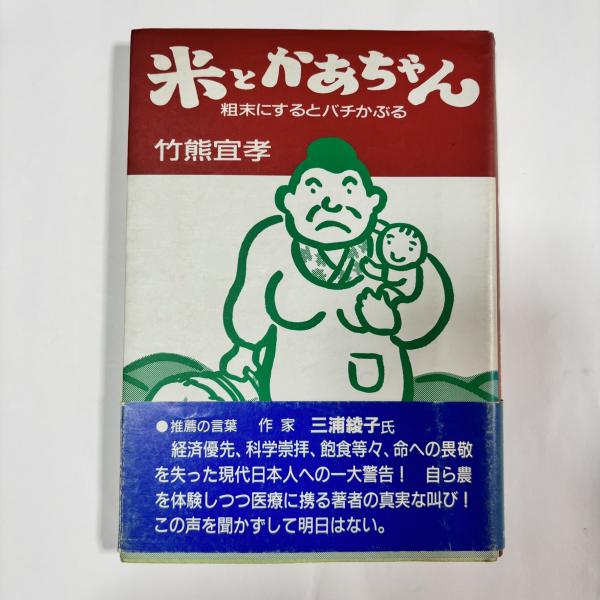 米とかあちゃん
粗末にするとバチかぶる
竹熊宜孝
●推薦の言葉 作家 三浦綾子氏
経済優先、科学崇拝、飽食等々、命への畏敬
を失った現代日本人への一大警告！ 自ら農
を体験しつつ医療に携る著者の真実な叫び！
この声を聞かずして明日はない。